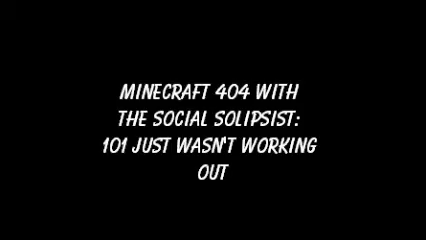 MINECRAFT 404 WITH
THE SOCIAL SOLIPSIST:
101 JUST WASN'T WORKING
OUT